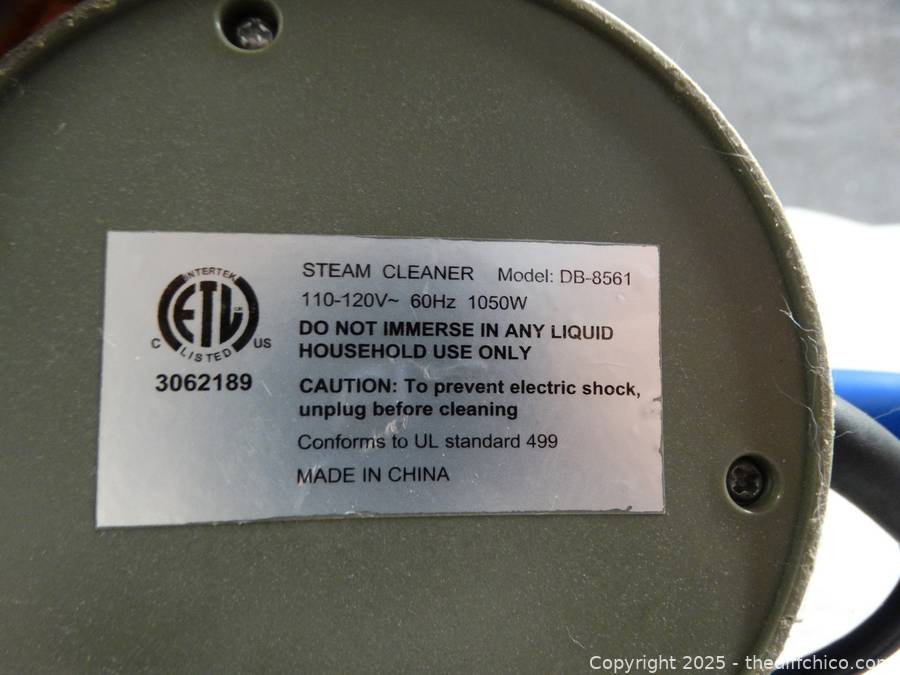 INTERTEK
ETL
C
US
LISTED
3062189
STEAM CLEANER Model: DB-8561
110-120V~ 60Hz 1050W
DO NOT IMMERSE IN ANY LIQUID
HOUSEHOLD USE ONLY
CAUTION: To prevent electric shock,
unplug before cleaning
Conforms to UL standard 499
MADE IN CHINA
Copyright 2025 - thediffchico.com